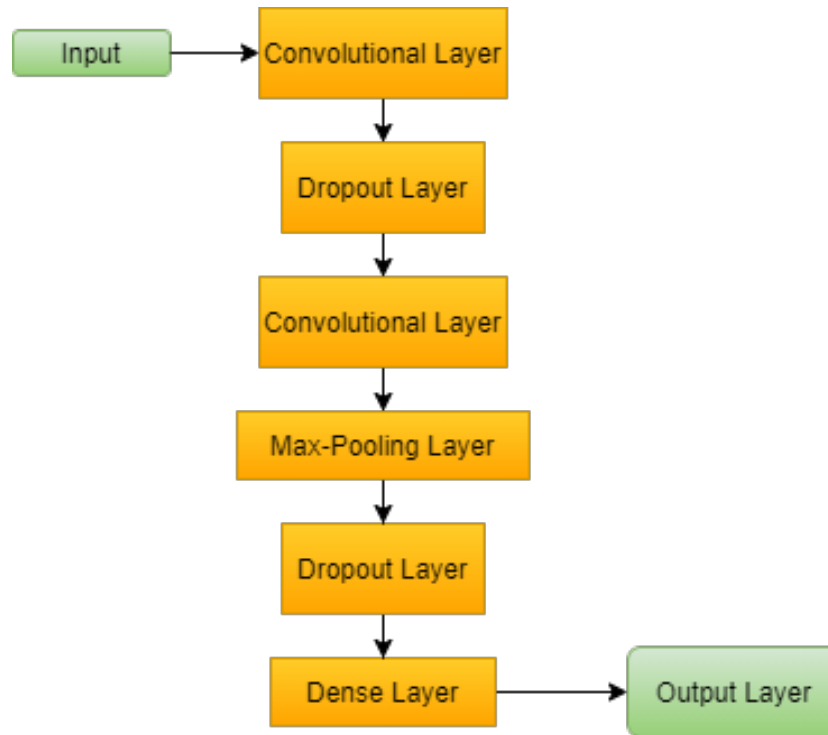 Input
Convolutional Layer
Dropout Layer
Convolutional Layer
Max-Pooling Layer
Dropout Layer
Dense Layer
Output Layer